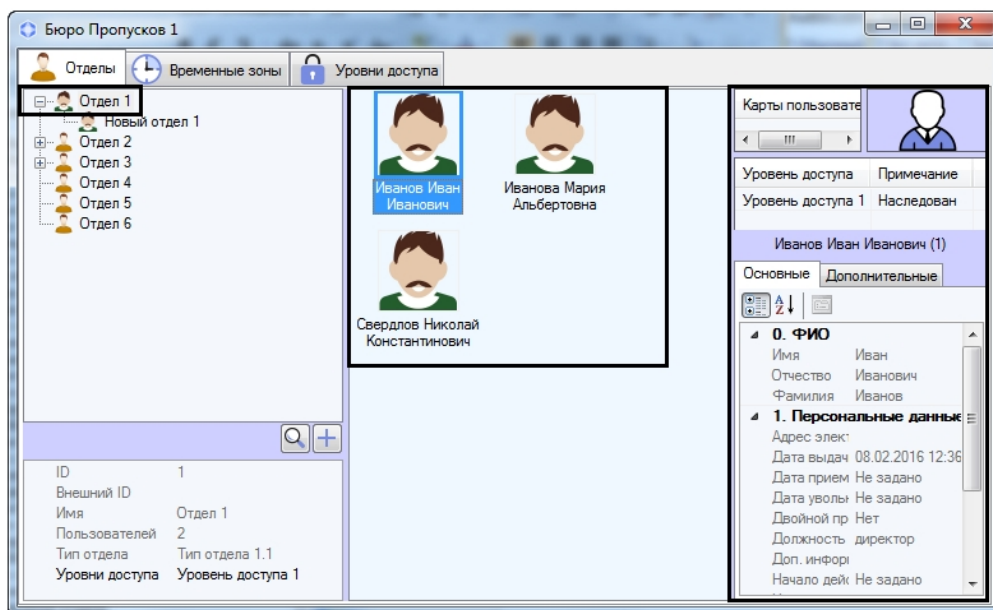 Бюро Пропусков 1
Отделы Временные зоны Уровни доступа
Отдел 1
Новый отдел 1
Отдел 2
Отдел 3
Отдел 4
Отдел 5
Отдел 6
ID 1
Внешний ID
Имя Отдел 1
Пользователей 2
Тип отдела Тип отдела 1.1
Уровни доступа Уровень доступа 1
Иванов Иван
Иванович
Иванова Мария
Альбертовна
Свердлов Николай
Константинович
Карты пользовате
Уровень доступа Примечание
Уровень доступа 1 Наследован
Иванов Иван Иванович (1)
Основные Дополнительные
0. ФИО
Имя Иван
Отчество Иванович
Фамилия Иванов
1. Персональные данные
Адрес элект
Дата выдач 08.02.2016 12:36
Дата прием Не задано
Дата увольн Не задано
Двойной пр Нет
Должность директор
Доп. информ
Начало дейс Не задано